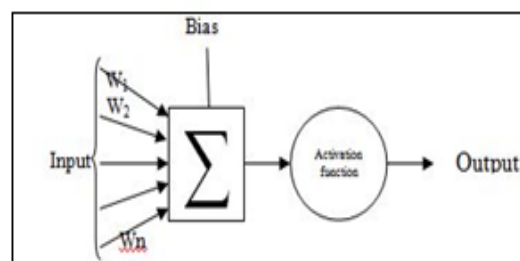 Bias
W1
W2
Input
Σ
Activation
function
Output
Wn